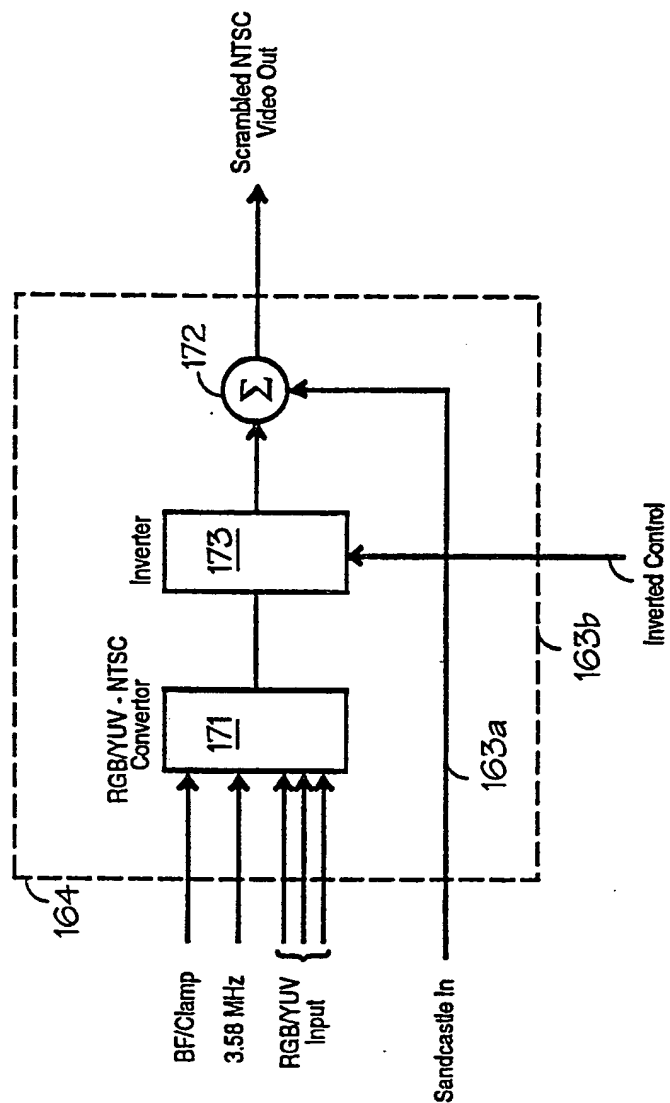 Scrambled NTSC
Video Out
172
Σ
Inverter
173
RGB/YUV - NTSC
Convertor
171
164
BF/Clamp
3.58 MHz
RGB/YUV
Input
Sandcastle In
163a
163b
Inverted Control